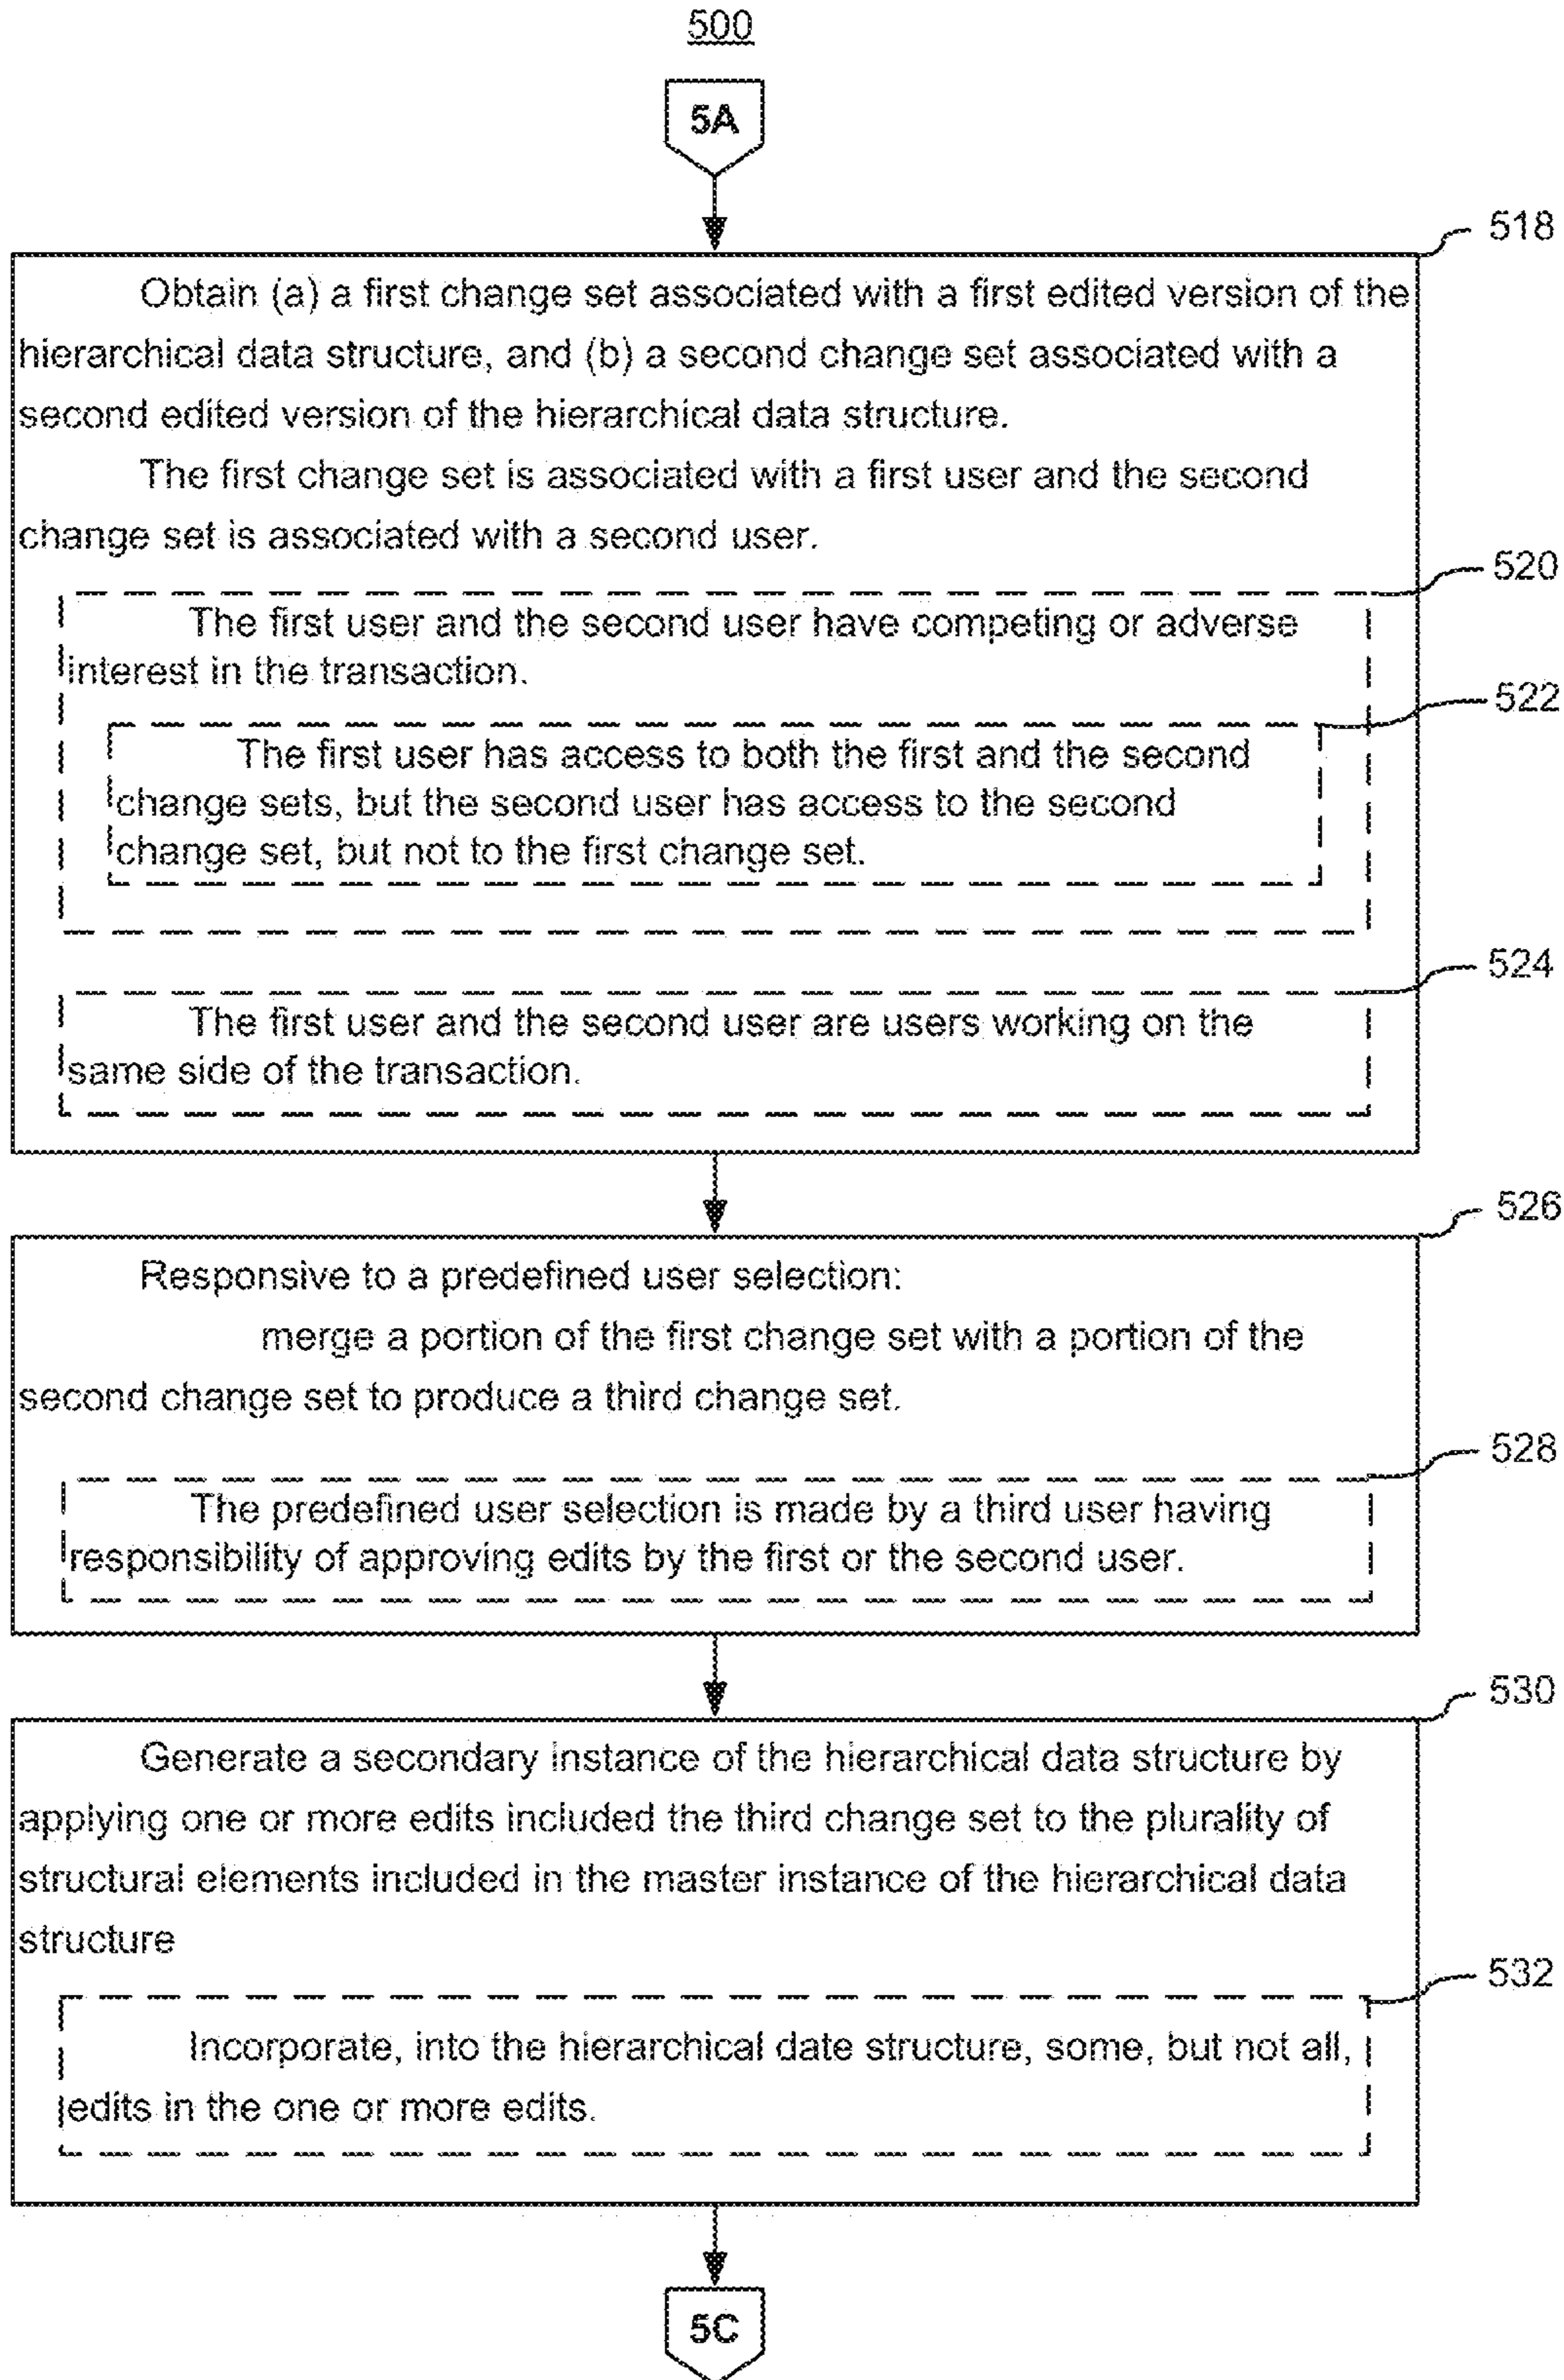 500
5A
518
Obtain (a) a first change set associated with a first edited version of the
hierarchical data structure, and (b) a second change set associated with a
second edited version of the hierarchical data structure.
The first change set is associated with a first user and the second
change set is associated with a second user.
520
The first user and the second user have competing or adverse
interest in the transaction.
522
The first user has access to both the first and the second
change sets, but the second user has access to the second
change set, but not to the first change set.
524
The first user and the second user are users working on the
same side of the transaction.
526
Responsive to a predefined user selection:
merge a portion of the first change set with a portion of the
second change set to produce a third change set.
528
The predefined user selection is made by a third user having
responsibility of approving edits by the first or the second user.
530
Generate a secondary instance of the hierarchical data structure by
applying one or more edits included the third change set to the plurality of
structural elements included in the master instance of the hierarchical data
structure
532
Incorporate, into the hierarchical date structure, some, but not all,
edits in the one or more edits.
5C